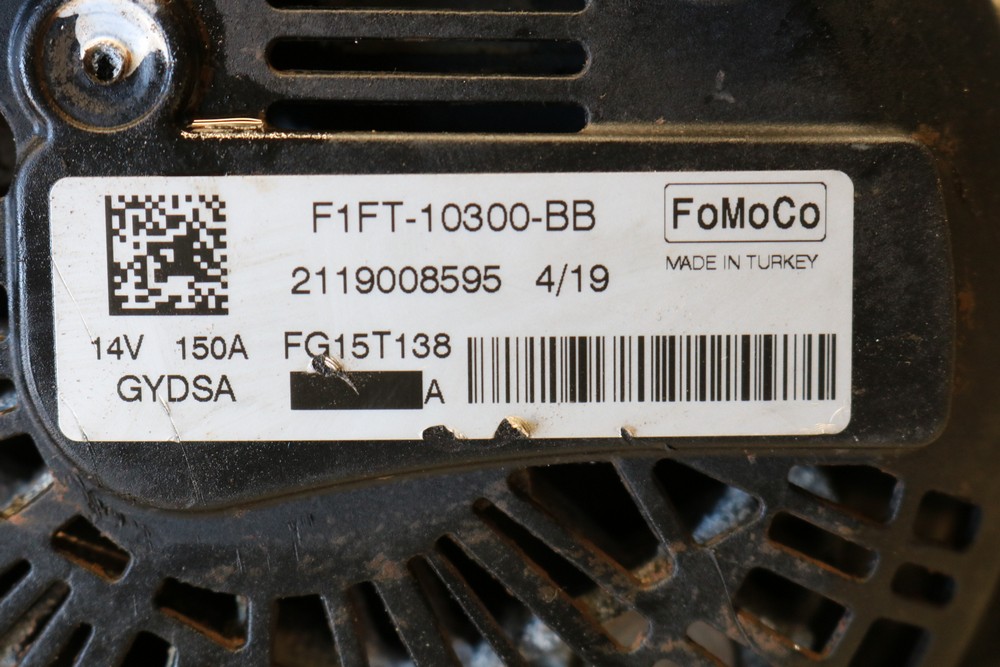 F1FT-10300-BB
FoMoCo
2119008595 4/19
MADE IN TURKEY
14V 150A
FG15T138
GYDSA
A